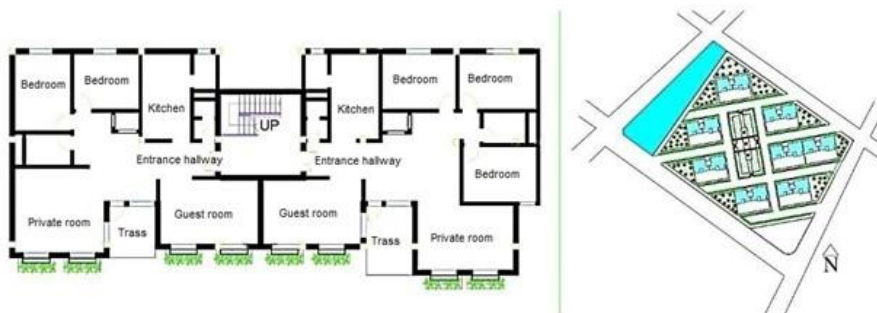 Bedroom
Bedroom
Kitchen
UP
Kitchen
Bedroom
Bedroom
Entrance hallway
Entrance hallway
Bedroom
Private room
Trass
Guest room
Guest room
Trass
Private room
N